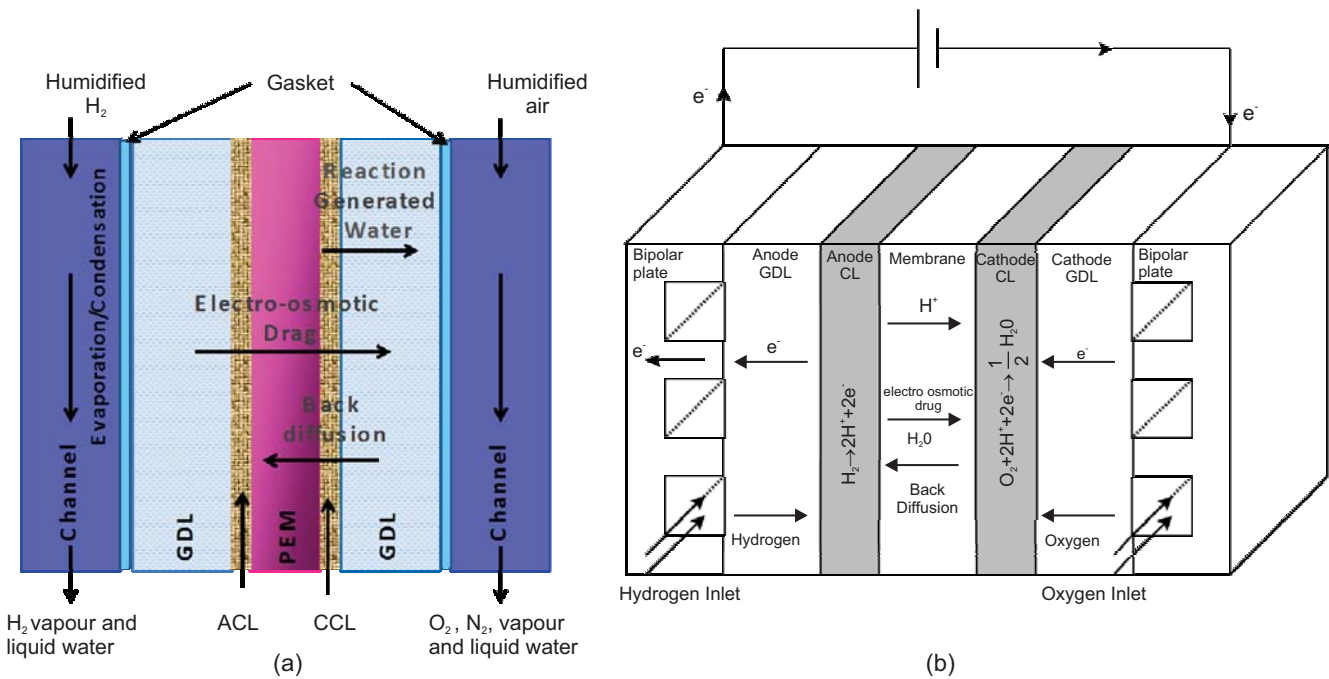 Humidified
H₂
Gasket
Humidified
air
Evaporation/Condensation
Channel
GDL
Reaction
Generated
Water
Electro-osmotic
Drag
Back
diffusion
PEM
GDL
Channel
H₂ vapour and
liquid water
ACL
CCL
O₂ , N₂, vapour
and liquid water
(a)
e⁻
e⁻
Bipolar
plate
Anode
GDL
Anode
CL
Membrane
Cathode
CL
Cathode
GDL
Bipolar
plate
H⁺
e⁻
e⁻
e⁻
H₂→2H⁺+2e⁻
electro osmotic
drug
H₂0
Back
Diffusion
O₂+2H⁺+2e⁻→ 1/2 H₂0
Hydrogen
Oxygen
Hydrogen Inlet
Oxygen Inlet
(b)